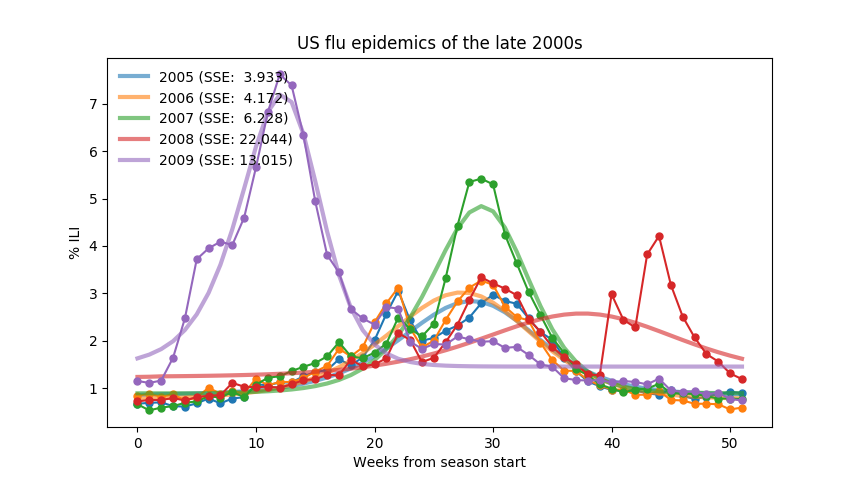 US flu epidemics of the late 2000s
2005 (SSE:  3.933)
2006 (SSE:  4.172)
2007 (SSE:  6.228)
2008 (SSE: 22.044)
2009 (SSE: 13.015)
% ILI
7
6
5
4
3
2
1
0 10 20 30 40 50
Weeks from season start